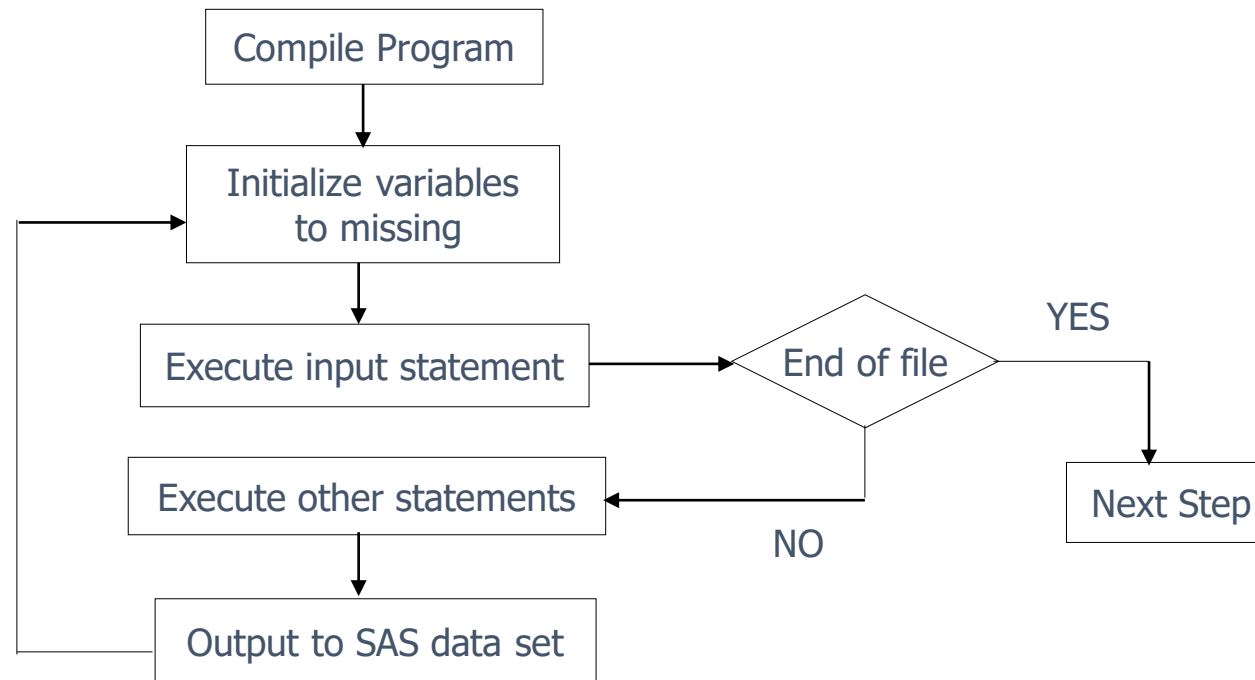 Compile Program
Initialize variables
to missing
Execute input statement
End of file
YES
Execute other statements
NO
Next Step
Output to SAS data set